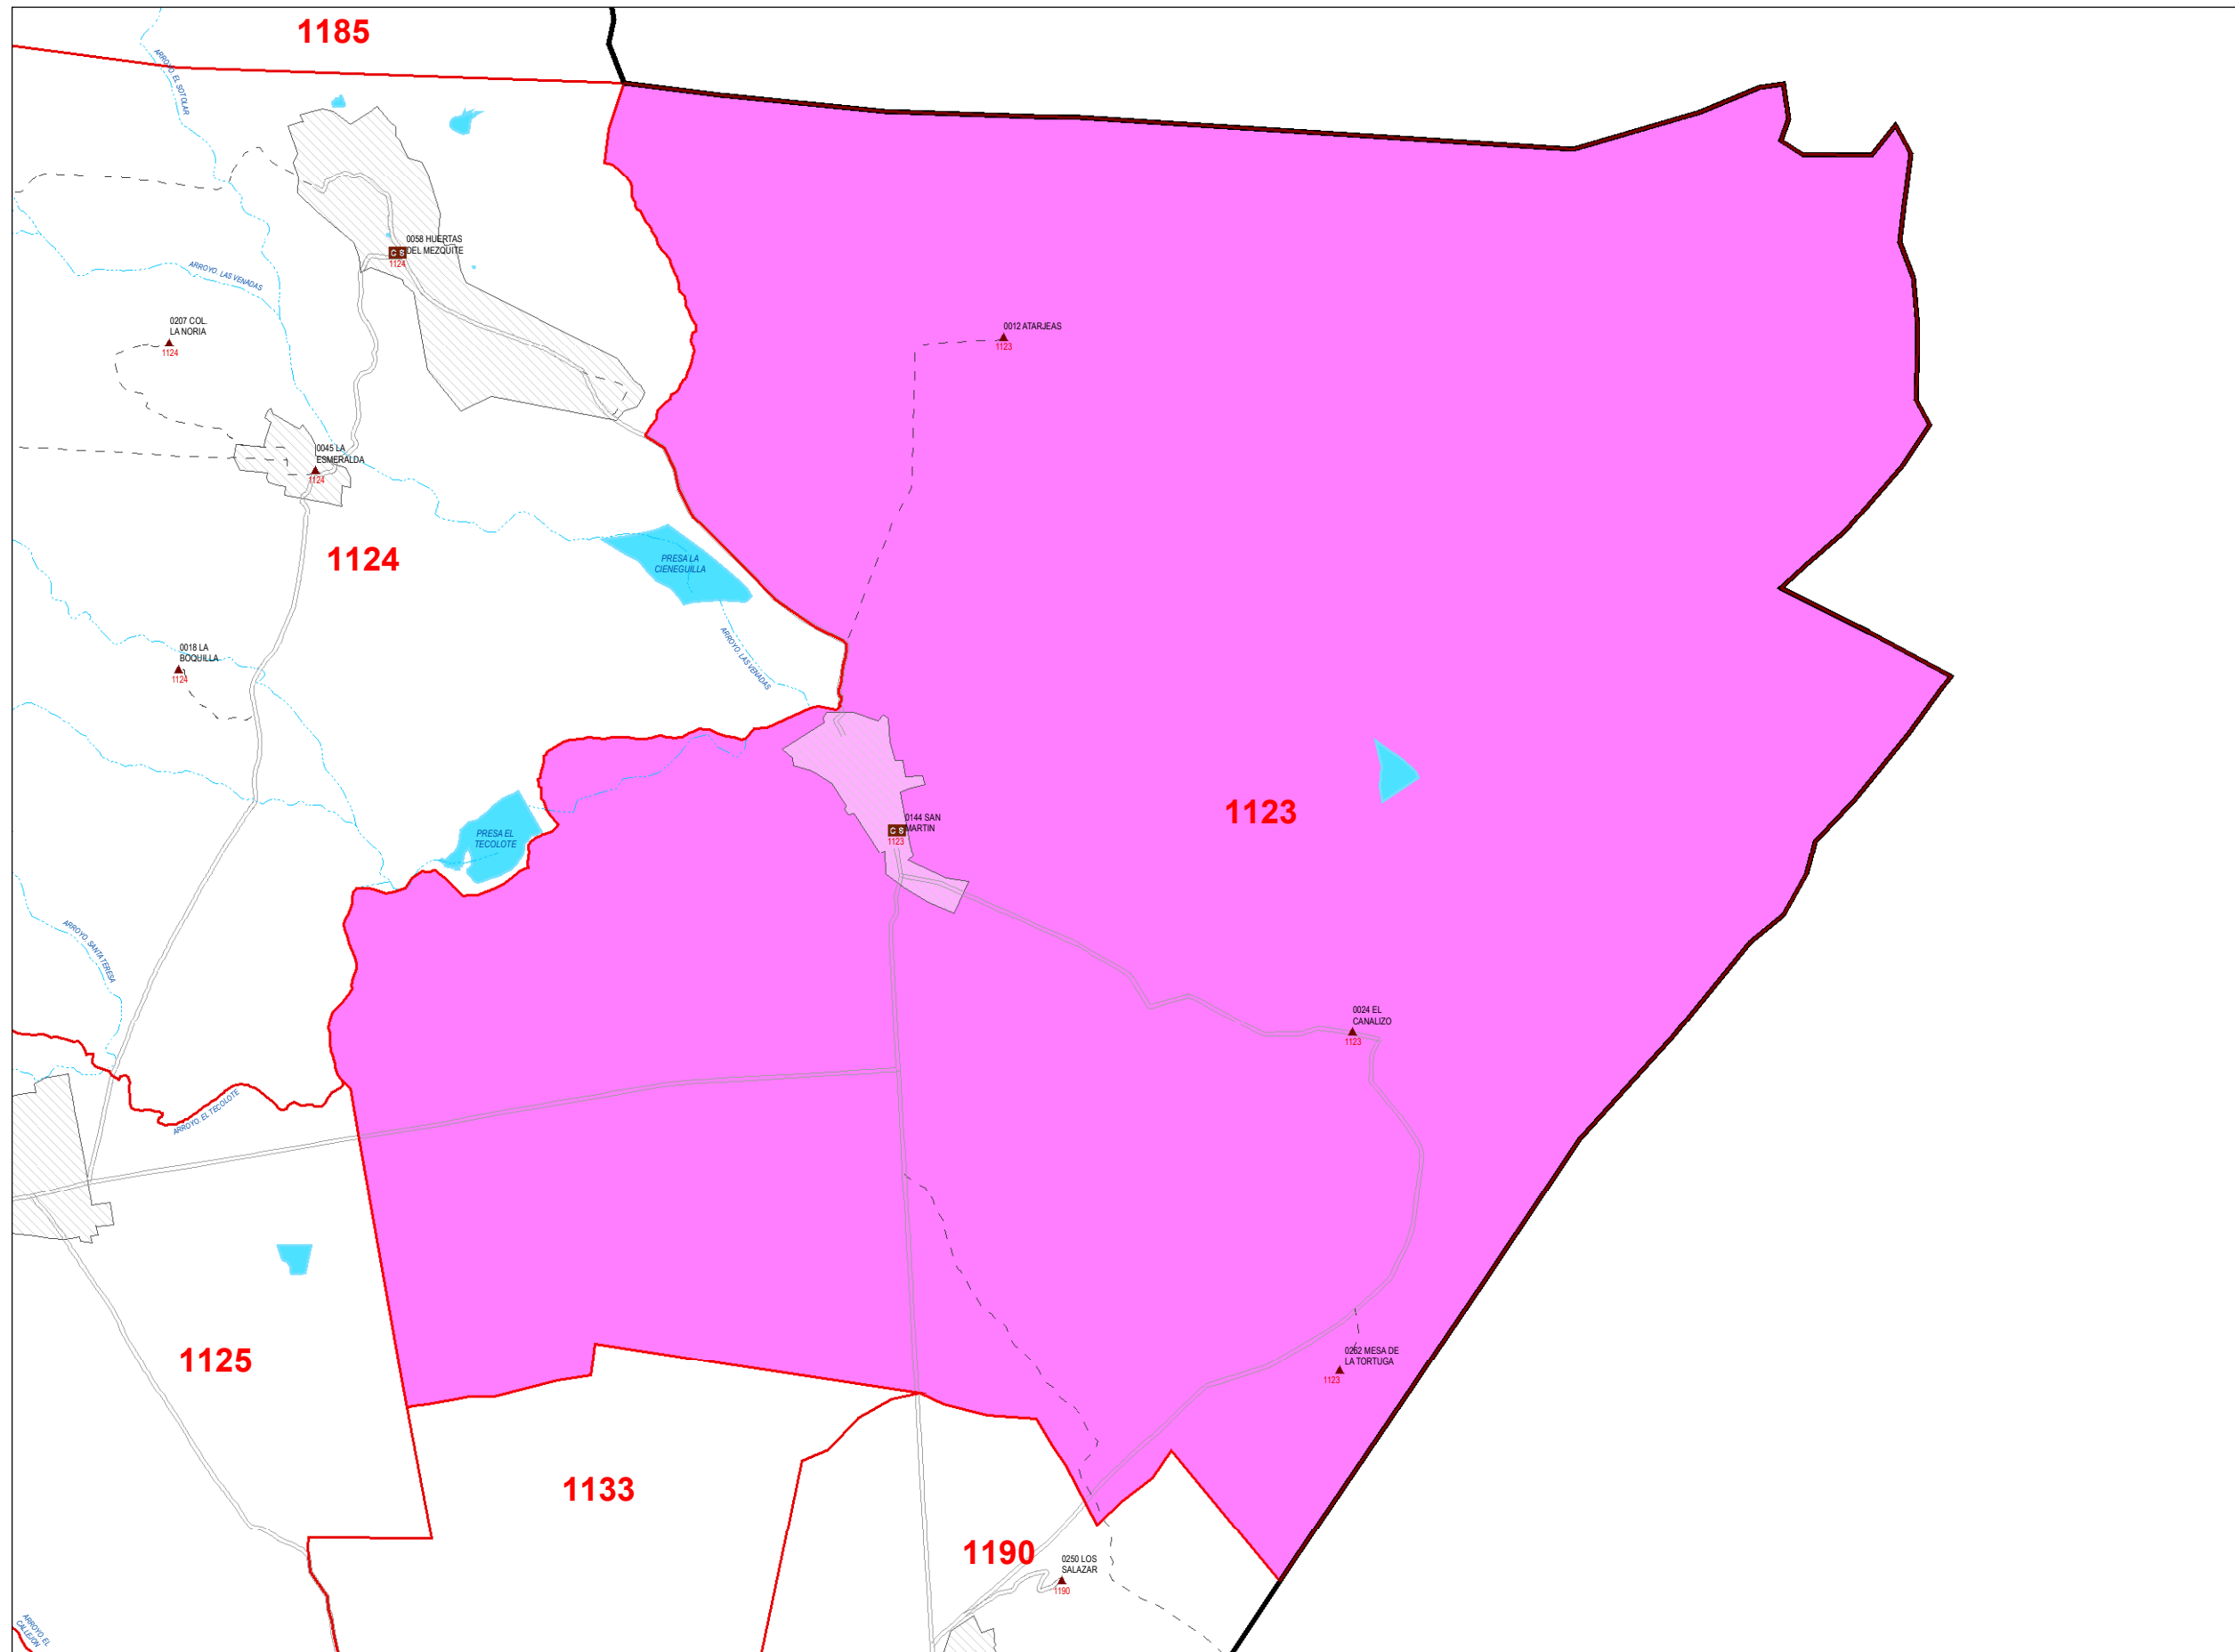 1185
ARROYO. EL SOTOLAR
0058 HUERTAS
DEL MEZQUITE
C S
1124
ARROYO. LAS VENADAS
0207 COL.
LA NORIA
1124
0012 ATARJEAS
1123
0045 LA
ESMERALDA
1124
1124
PRESA LA
CIENEGUILLA
0018 LA
BOQUILLA
1124
ARROYO. LAS VENADAS
1123
0144 SAN
MARTIN
C S
1123
PRESA EL
TECOLOTE
ARROYO. SANTA TERESA
0024 EL
CANALIZO
1123
ARROYO. EL TECOLOTE
1125
0262 MESA DE
LA TORTUGA
1123
1133
1190
0250 LOS
SALAZAR
1190
ARROYO. EL
CALLEJON